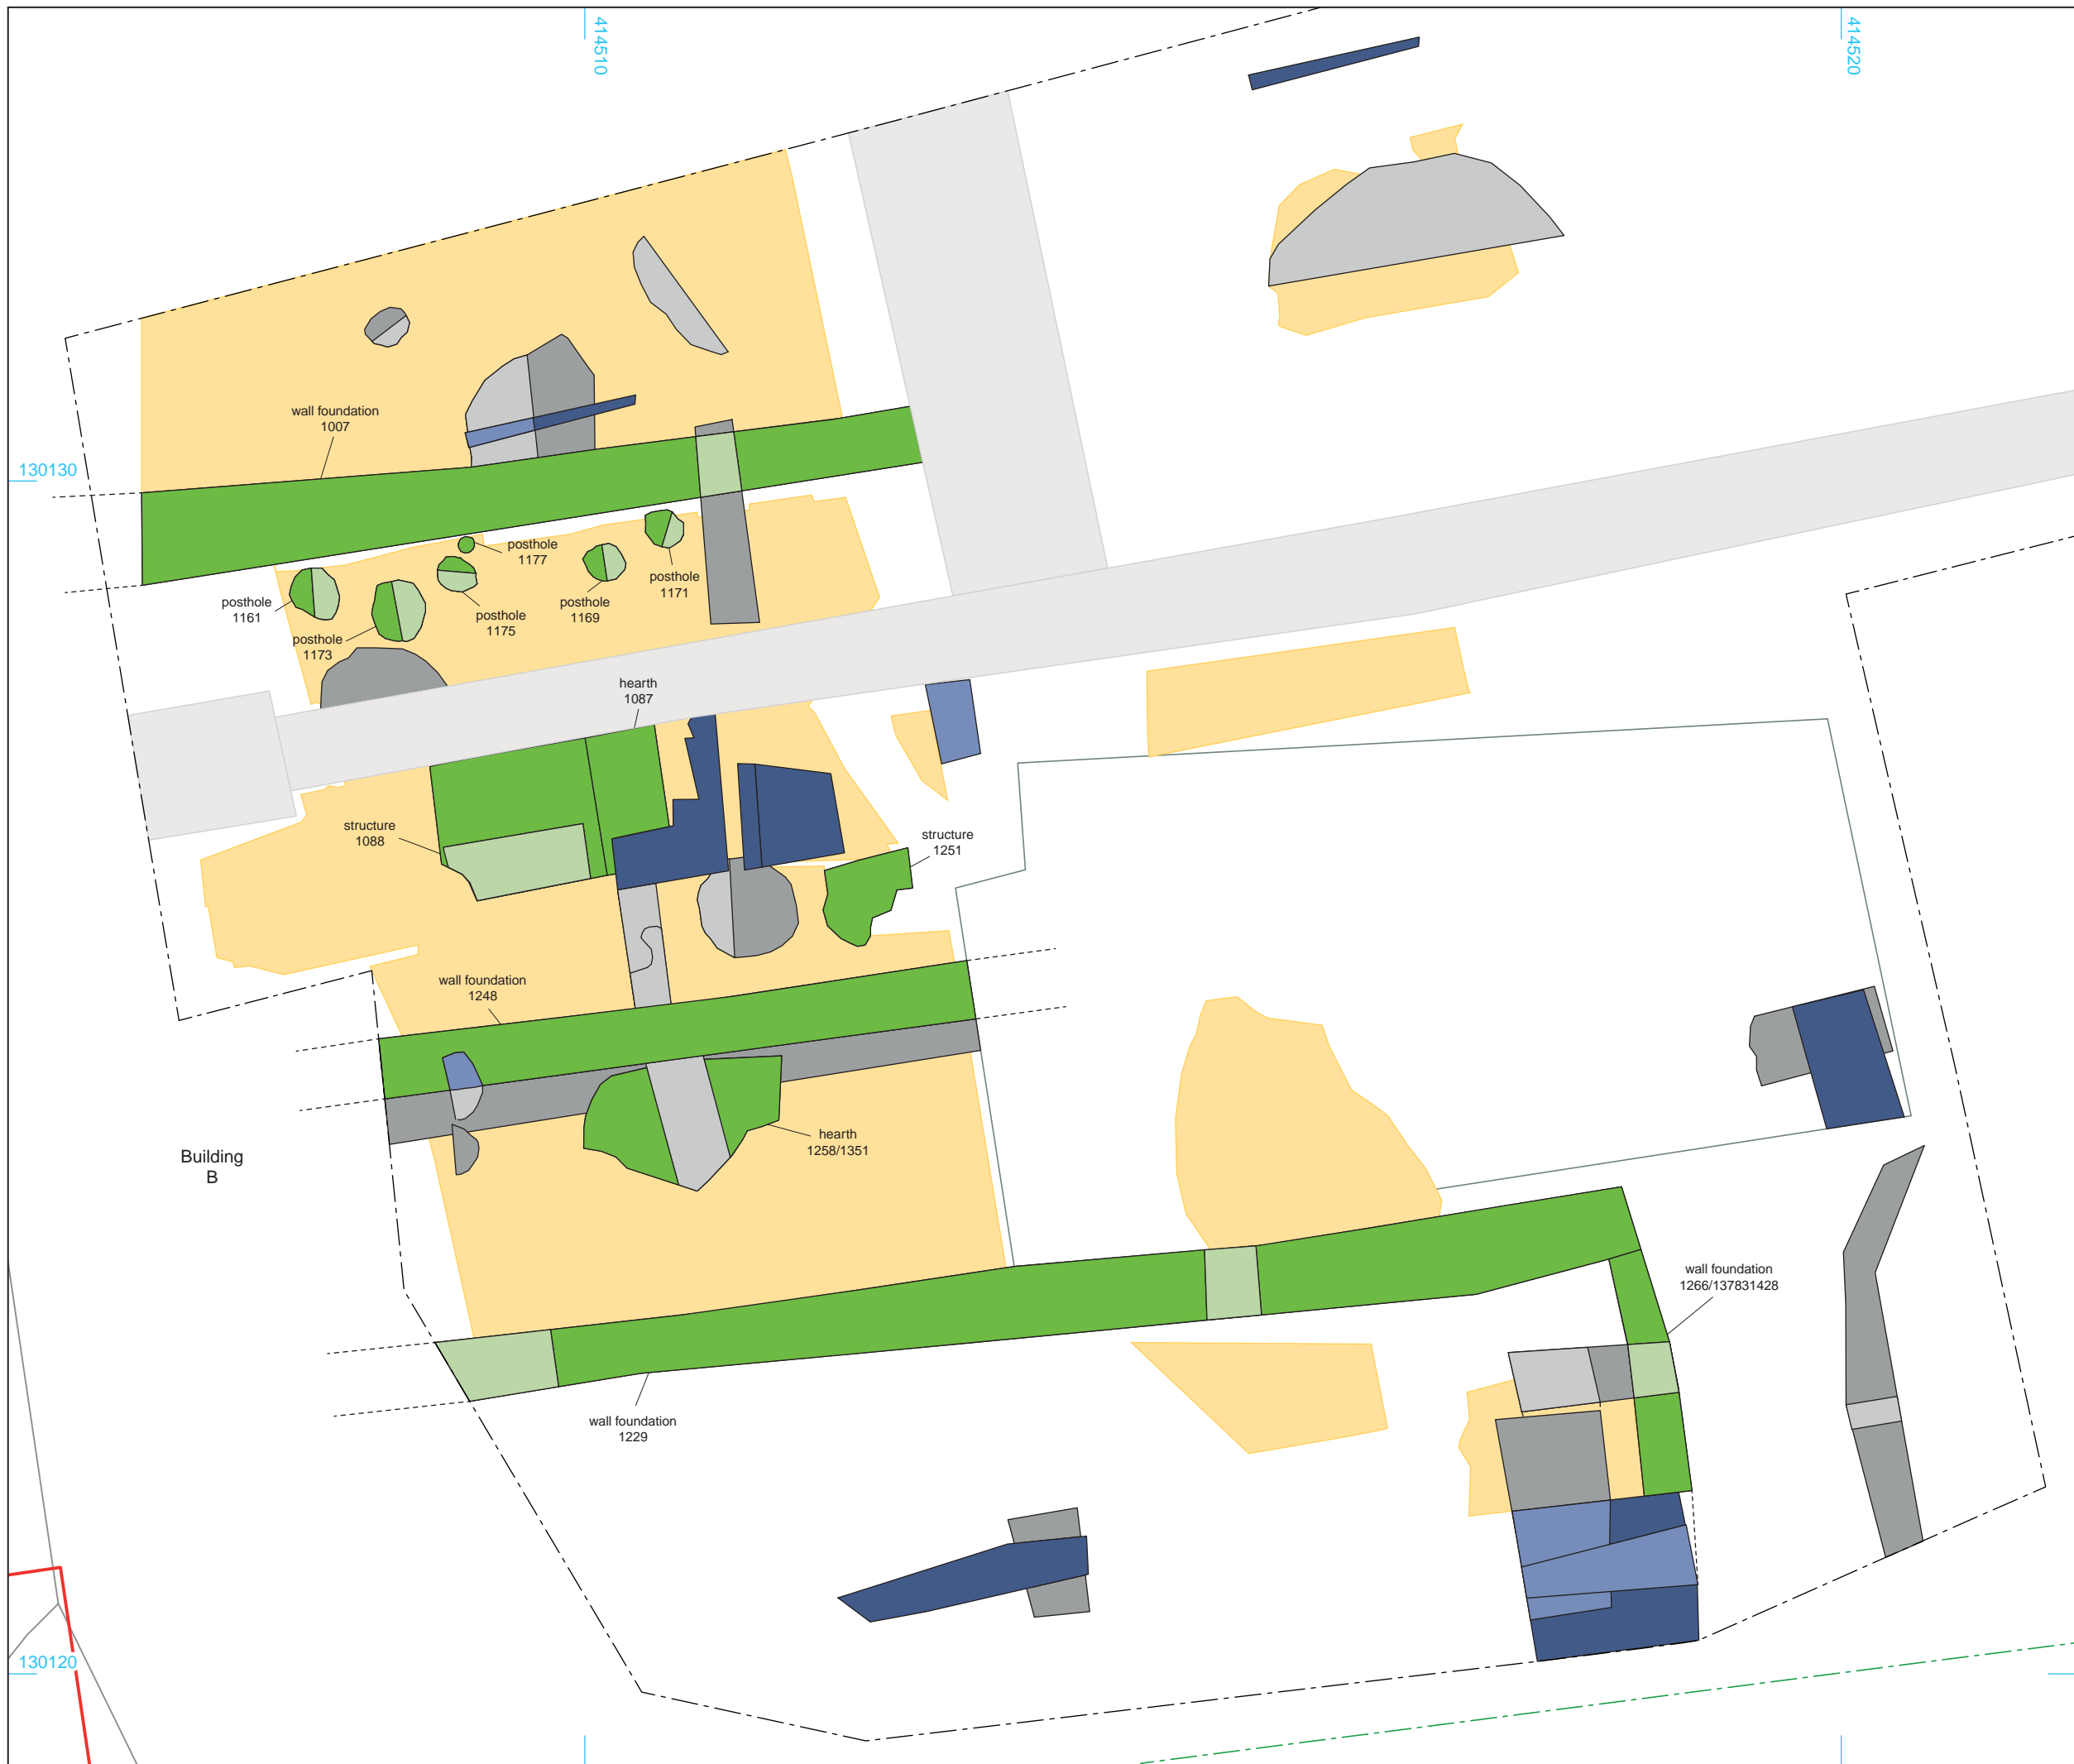 414510
414520
wall foundation
1007
130130
posthole
1177
posthole
1161
posthole
1175
posthole
1169
posthole
1171
posthole
1173
hearth
1087
structure
1088
structure
1251
wall foundation
1248
hearth
1258/1351
Building
B
wall foundation
1266/137831428
wall foundation
1229
130120